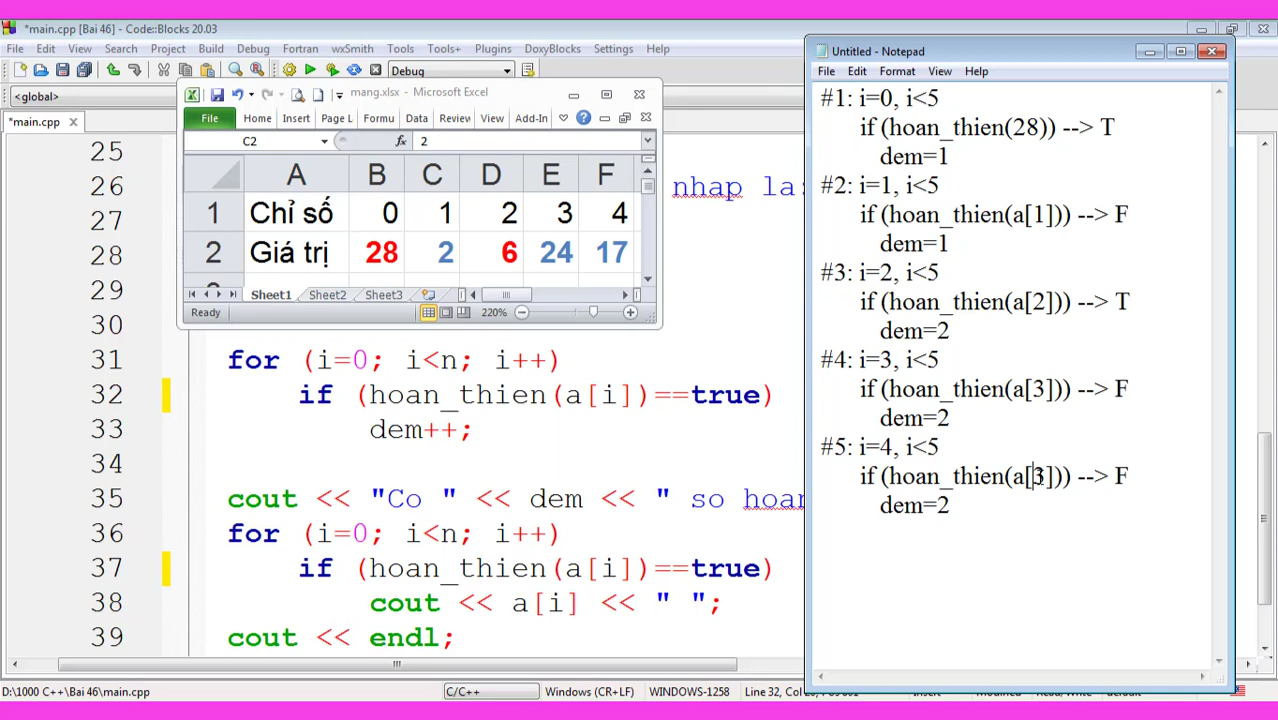 *main.cpp [Bai 46] - Code::Blocks 20.03
File Edit View Search Project Build Debug Fortran wxSmith Tools Tools+ Plugins DoxyBlocks Settings Help
Debug
<global>
*main.cpp
mang.xlsx - Microsoft Excel
File Home Insert Page L Formu Data Review View Add-In
C2 fx 2
A B C D E F
1 Chỉ số 0 1 2 3 4
2 Giá trị 28 2 6 24 17
Sheet1 Sheet2 Sheet3
Ready 220%
25
26 nhap la:
27
28
29
30
31 for (i=0; i<n; i++)
32 if (hoan_thien(a[i])==true)
33 dem++;
34
35 cout << "Co " << dem << " so hoan
36 for (i=0; i<n; i++)
37 if (hoan_thien(a[i])==true)
38 cout << a[i] << " ";
39 cout << endl;
D:\1000 C++\Bai 46\main.cpp C/C++ Windows (CR+LF) WINDOWS-1258
Untitled - Notepad
File Edit Format View Help
#1: i=0, i<5
if (hoan_thien(28)) --> T
dem=1
#2: i=1, i<5
if (hoan_thien(a[1])) --> F
dem=1
#3: i=2, i<5
if (hoan_thien(a[2])) --> T
dem=2
#4: i=3, i<5
if (hoan_thien(a[3])) --> F
dem=2
#5: i=4, i<5
if (hoan_thien(a[3])) --> F
dem=2